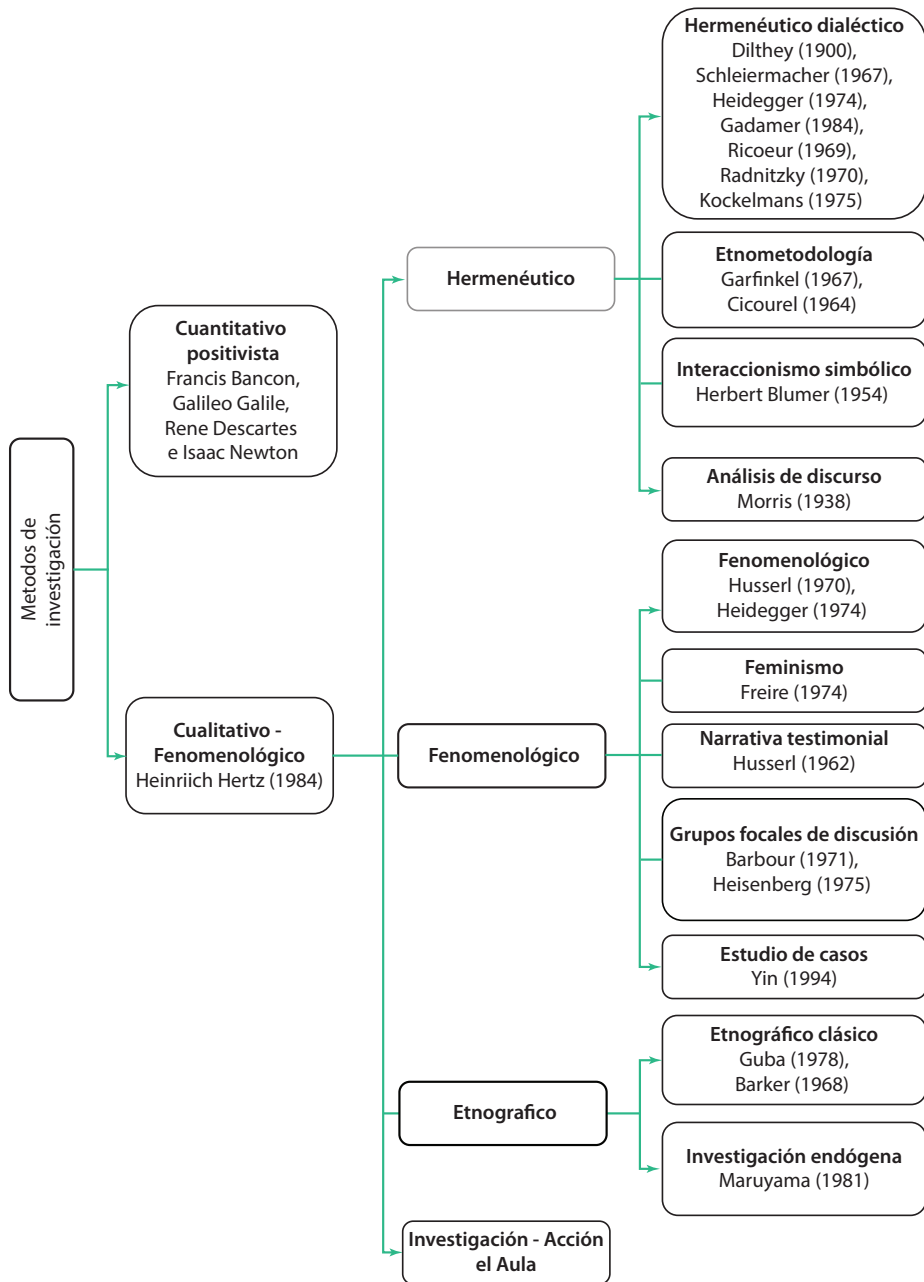 Metodos de
investigación
Cuantitativo
positivista
Francis Bancon,
Galileo Galile,
Rene Descartes
e Isaac Newton
Cualitativo -
Fenomenológico
Heinriich Hertz (1984)
Hermenéutico
Hermenéutico dialéctico
Dilthey (1900),
Schleiermacher (1967),
Heidegger (1974),
Gadamer (1984),
Ricoeur (1969),
Radnitzky (1970),
Kockelmans (1975)
Etnometodología
Garfinkel (1967),
Cicourel (1964)
Interaccionismo simbólico
Herbert Blumer (1954)
Análisis de discurso
Morris (1938)
Fenomenológico
Fenomenológico
Husserl (1970),
Heidegger (1974)
Feminismo
Freire (1974)
Narrativa testimonial
Husserl (1962)
Grupos focales de discusión
Barbour (1971),
Heisenberg (1975)
Estudio de casos
Yin (1994)
Etnografico
Etnográfico clásico
Guba (1978),
Barker (1968)
Investigación endógena
Maruyama (1981)
Investigación - Acción
el Aula